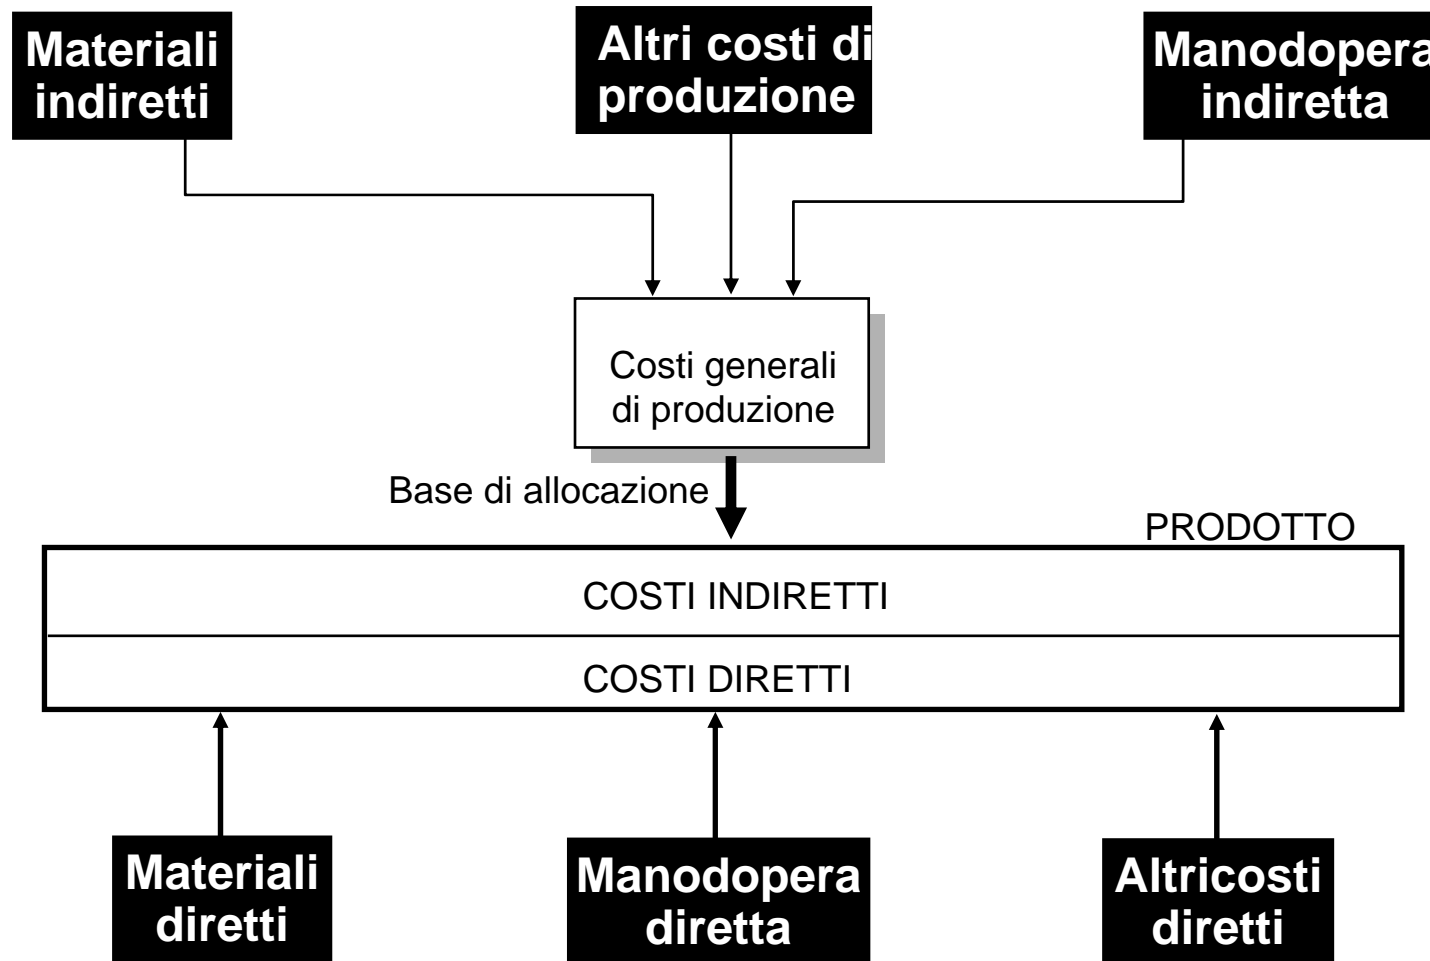 Materiali
indiretti
Altri costi di
produzione
Manodopera
indiretta
Costi generali
di produzione
Base di allocazione
PRODOTTO
COSTI INDIRETTI
COSTI DIRETTI
Materiali
diretti
Manodopera
diretta
Altricosti
diretti